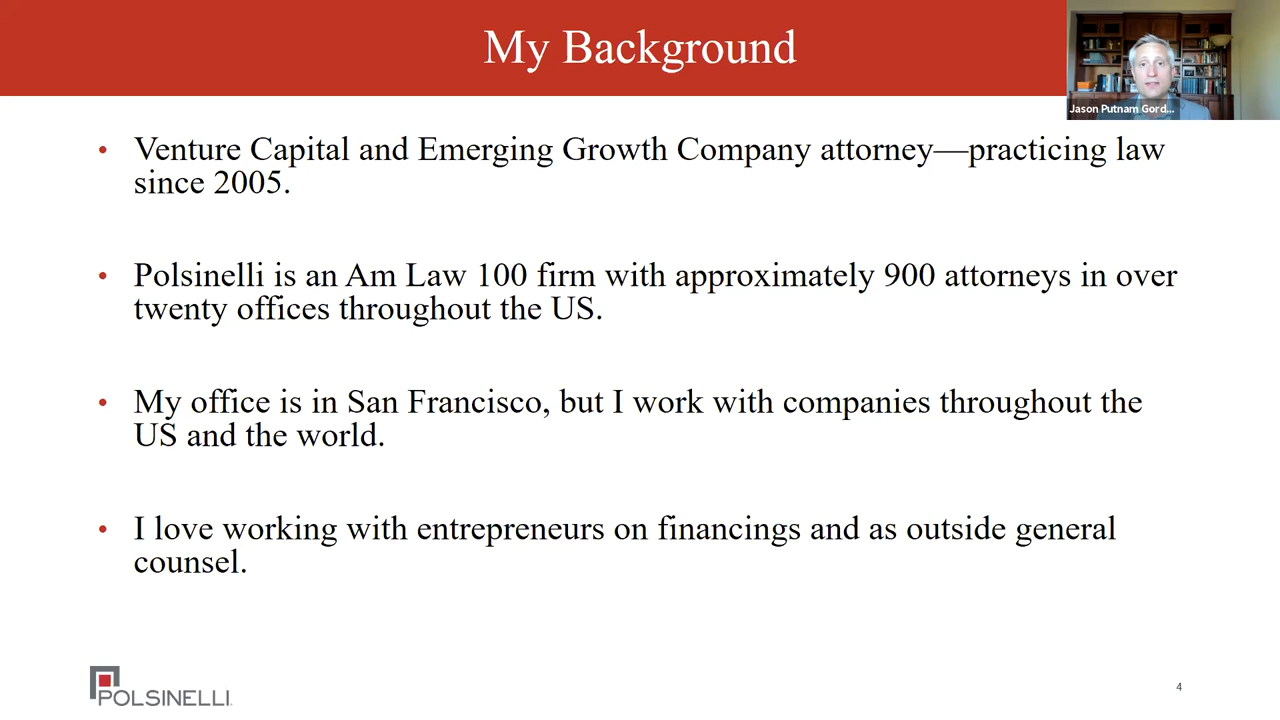 My Background
Jason Putnam Gord...
• Venture Capital and Emerging Growth Company attorney—practicing law
since 2005.
• Polsinelli is an Am Law 100 firm with approximately 900 attorneys in over
twenty offices throughout the US.
• My office is in San Francisco, but I work with companies throughout the
US and the world.
• I love working with entrepreneurs on financings and as outside general
counsel.
POLSINELLI
4